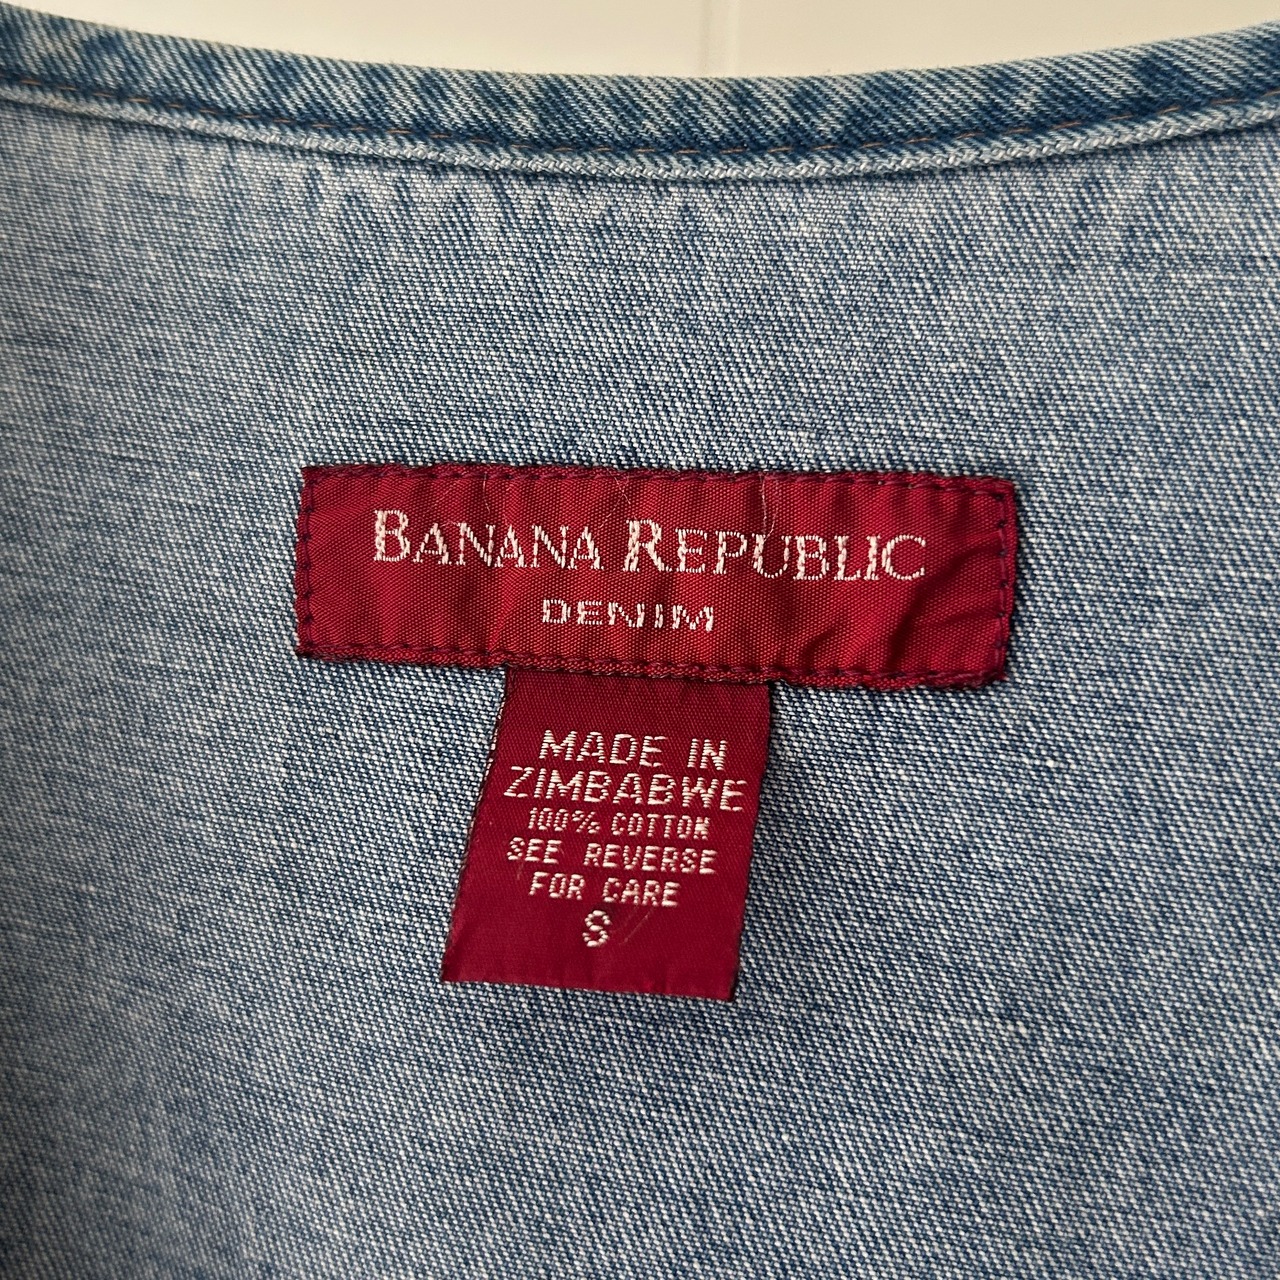 BANANA REPUBLIC
DENIM
MADE IN
ZIMBABWE
100% COTTON
SEE REVERSE
FOR CARE
S